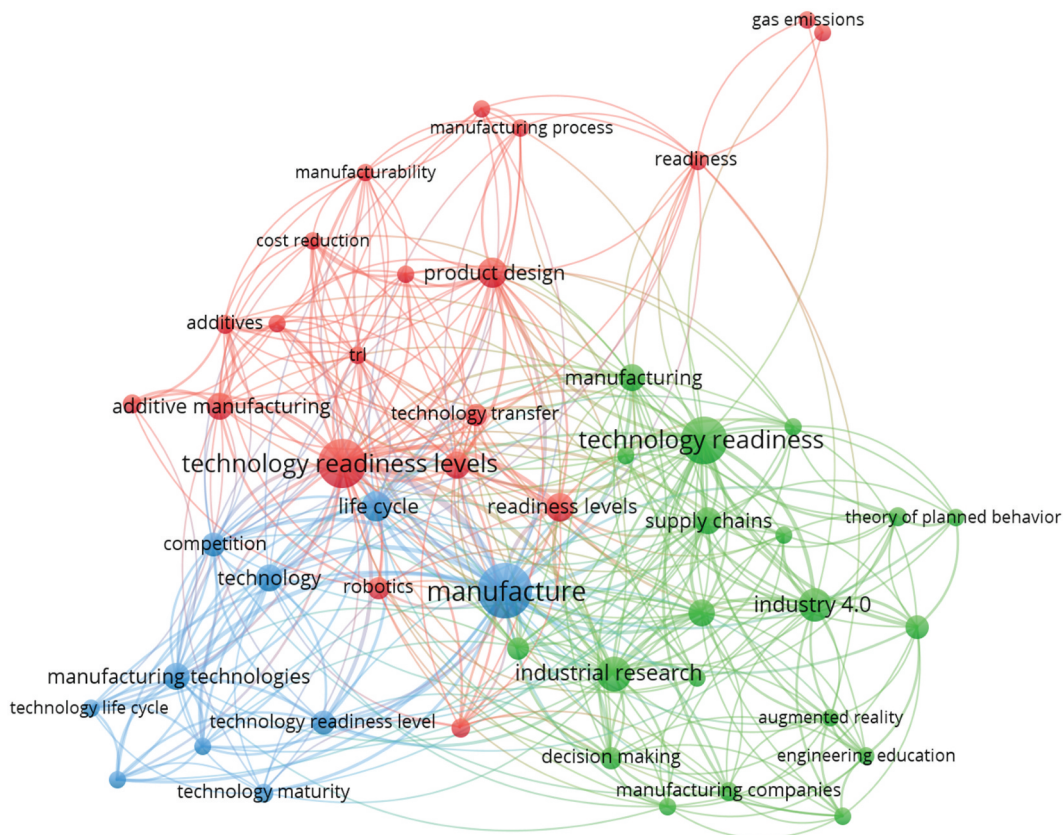 gas emissions
manufacturing process
readiness
manufacturability
cost reduction
product design
additives
trl
manufacturing
additive manufacturing
technology transfer
technology readiness
technology readiness levels
life cycle
readiness levels
supply chains
theory of planned behavior
competition
technology
robotics
manufacture
industry 4.0
manufacturing technologies
industrial research
technology life cycle
technology readiness level
augmented reality
decision making
engineering education
technology maturity
manufacturing companies